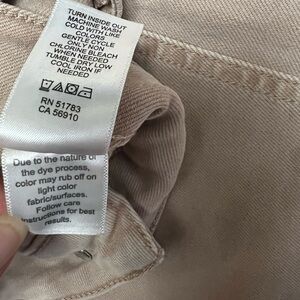 TURN INSIDE OUT
MACHINE WASH
COLD WITH LIKE
COLORS
GENTLE CYCLE
ONLY NON
CHLORINE BLEACH
WHEN NEEDED
TUMBLE DRY LOW
COOL IRON IF
NEEDED
RN 51783
CA 56910
Due to the nature of
the dye process,
color may rub off on
light color
fabric/surfaces.
Follow care
instructions for best
results.